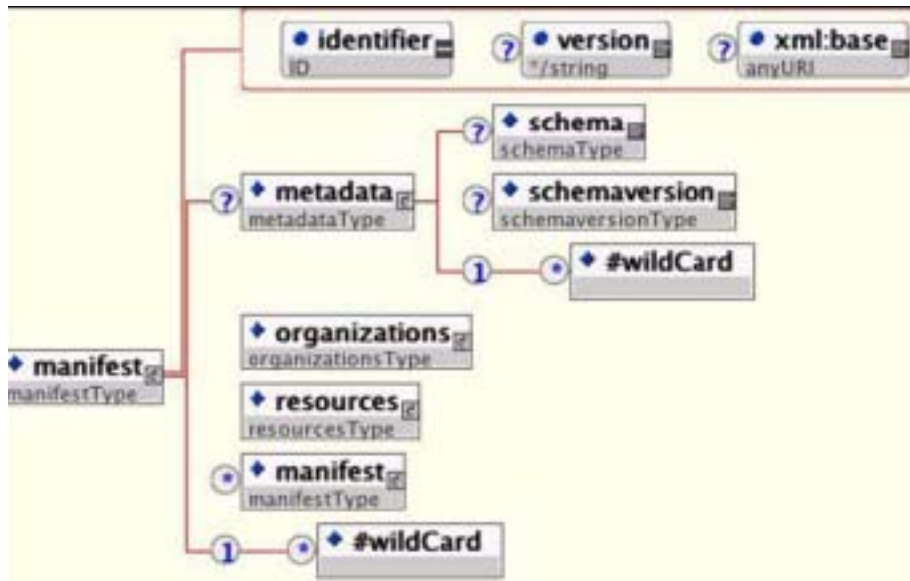 identifier
ID
? version
*/string
? xml:base
anyURI
? schema
schemaType
? metadata
metadataType
? schemaversion
schemaversionType
1 * #wildCard
organizations
organizationsType
manifest
manifestType
resources
resourcesType
* manifest
manifestType
1 * #wildCard